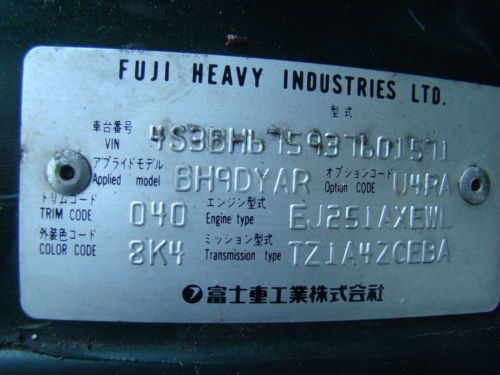 FUJI HEAVY INDUSTRIES LTD.
型式
車台番号
VIN 4S3BH675937601571
アプライドモデル オプションコード
Applied model BH9DYAR Option CODE U4RA
トリムコード エンジン型式
TRIM CODE 040 Engine type EJ251AXEWL
外装色コード ミッション型式
COLOR CODE 8K4 Transmission type TZ1A4ZCEBA
富士重工業株式会社